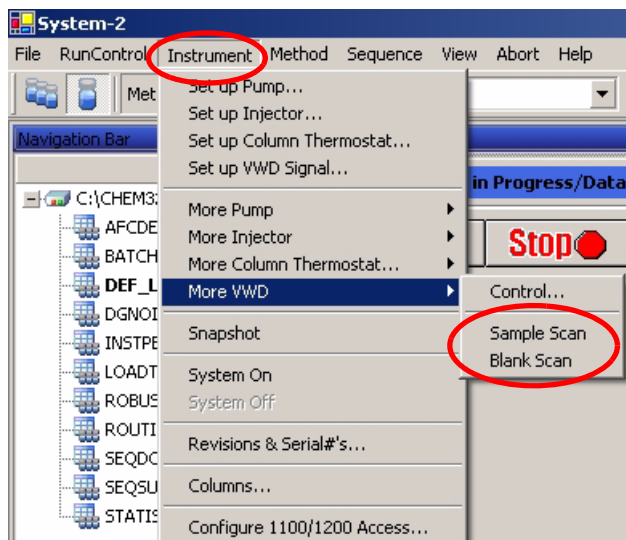 System-2
File RunControl Instrument Method Sequence View Abort Help
Met
Set up Pump...
Set up Injector...
Navigation Bar
Set up Column Thermostat...
Set up VWD Signal...
in Progress/Data
C:\CHEM32
More Pump
AFCDE
More Injector
Stop
BATCH
More Column Thermostat...
DEF_L
More VWD
Control...
DGNOI
INSTPE
Snapshot
Sample Scan
Blank Scan
LOADT
System On
ROBUS
System Off
ROUTI
Revisions & Serial#'s...
SEQDO
SEQSU
Columns...
STATIS
Configure 1100/1200 Access...